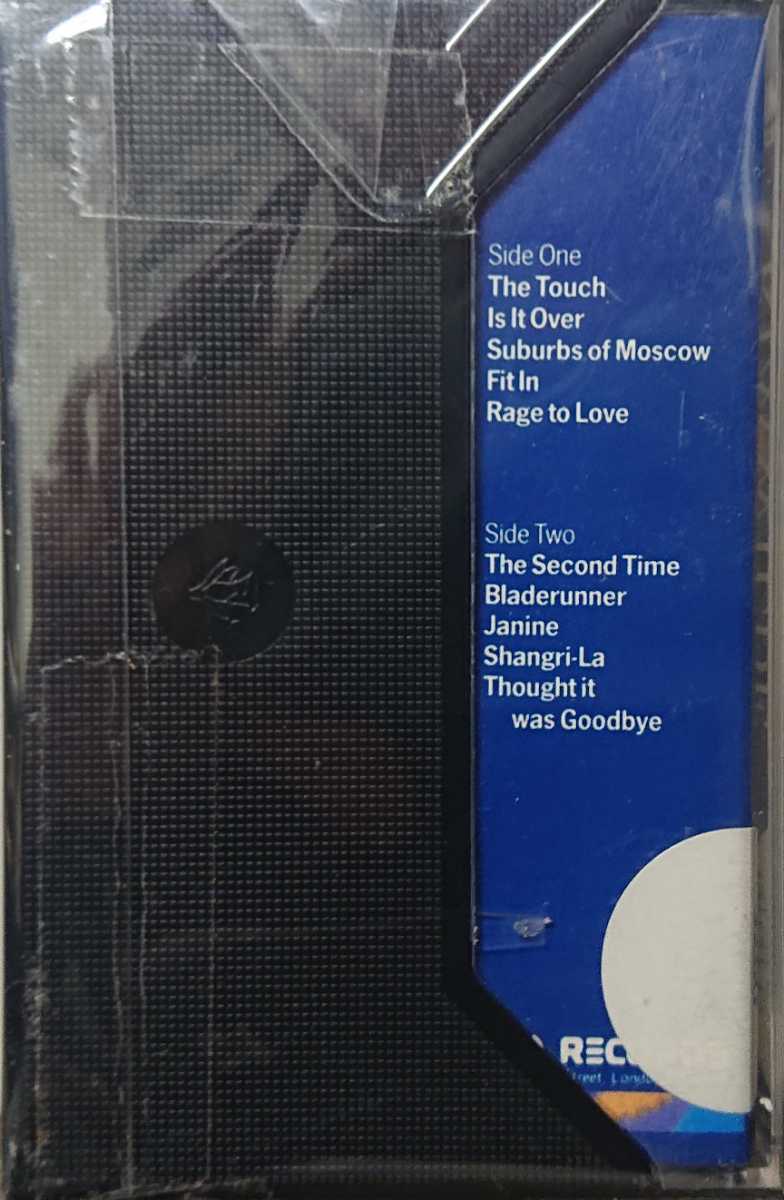 Side One
The Touch
Is It Over
Suburbs of Moscow
Fit In
Rage to Love
Side Two
The Second Time
Bladerunner
Janine
Shangri-La
Thought it
was Goodbye